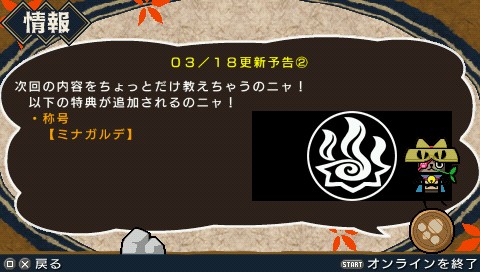 情報
03／18更新予告②
次回の内容をちょっとだけ教えちゃうのニャ！
以下の特典が追加されるのニャ！
・称号
【ミナガルデ】
□×戻る
START オンラインを終了